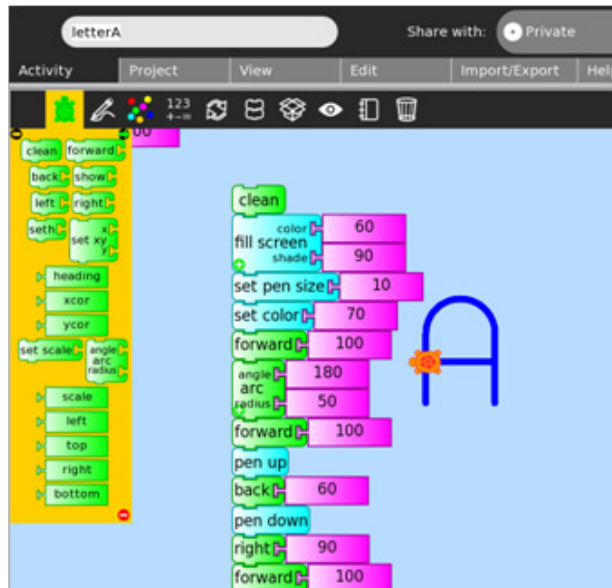 letterA
Share with: Private
Activity Project View Edit Import/Export
123
+-=
clean forward
back show
left right
seth set xy x y
heading
xcor
ycor
set scale angle arc radius
scale
left
top
right
bottom
clean
fill screen color 60
shade 90
set pen size 10
set color 70
forward 100
angle 180
arc
radius 50
forward 100
pen up
back 60
pen down
right 90
forward 100